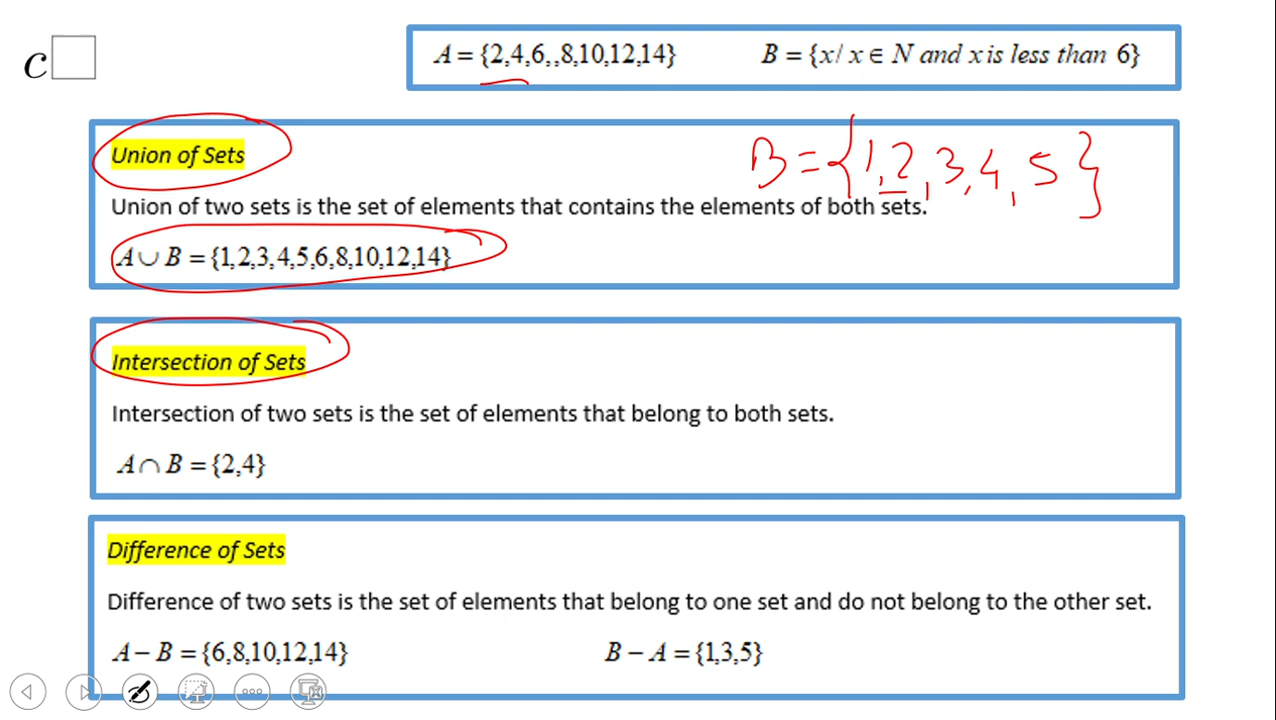 c□
A = {2,4,6,,8,10,12,14} B = {x/ x ∈ N and x is less than 6}
Union of Sets
B = {1,2,3,4,5}
Union of two sets is the set of elements that contains the elements of both sets.
A∪ B = {1,2,3,4,5,6,8,10,12,14}
Intersection of Sets
Intersection of two sets is the set of elements that belong to both sets.
A∩ B = {2,4}
Difference of Sets
Difference of two sets is the set of elements that belong to one set and do not belong to the other set.
A − B = {6,8,10,12,14} B − A = {1,3,5}